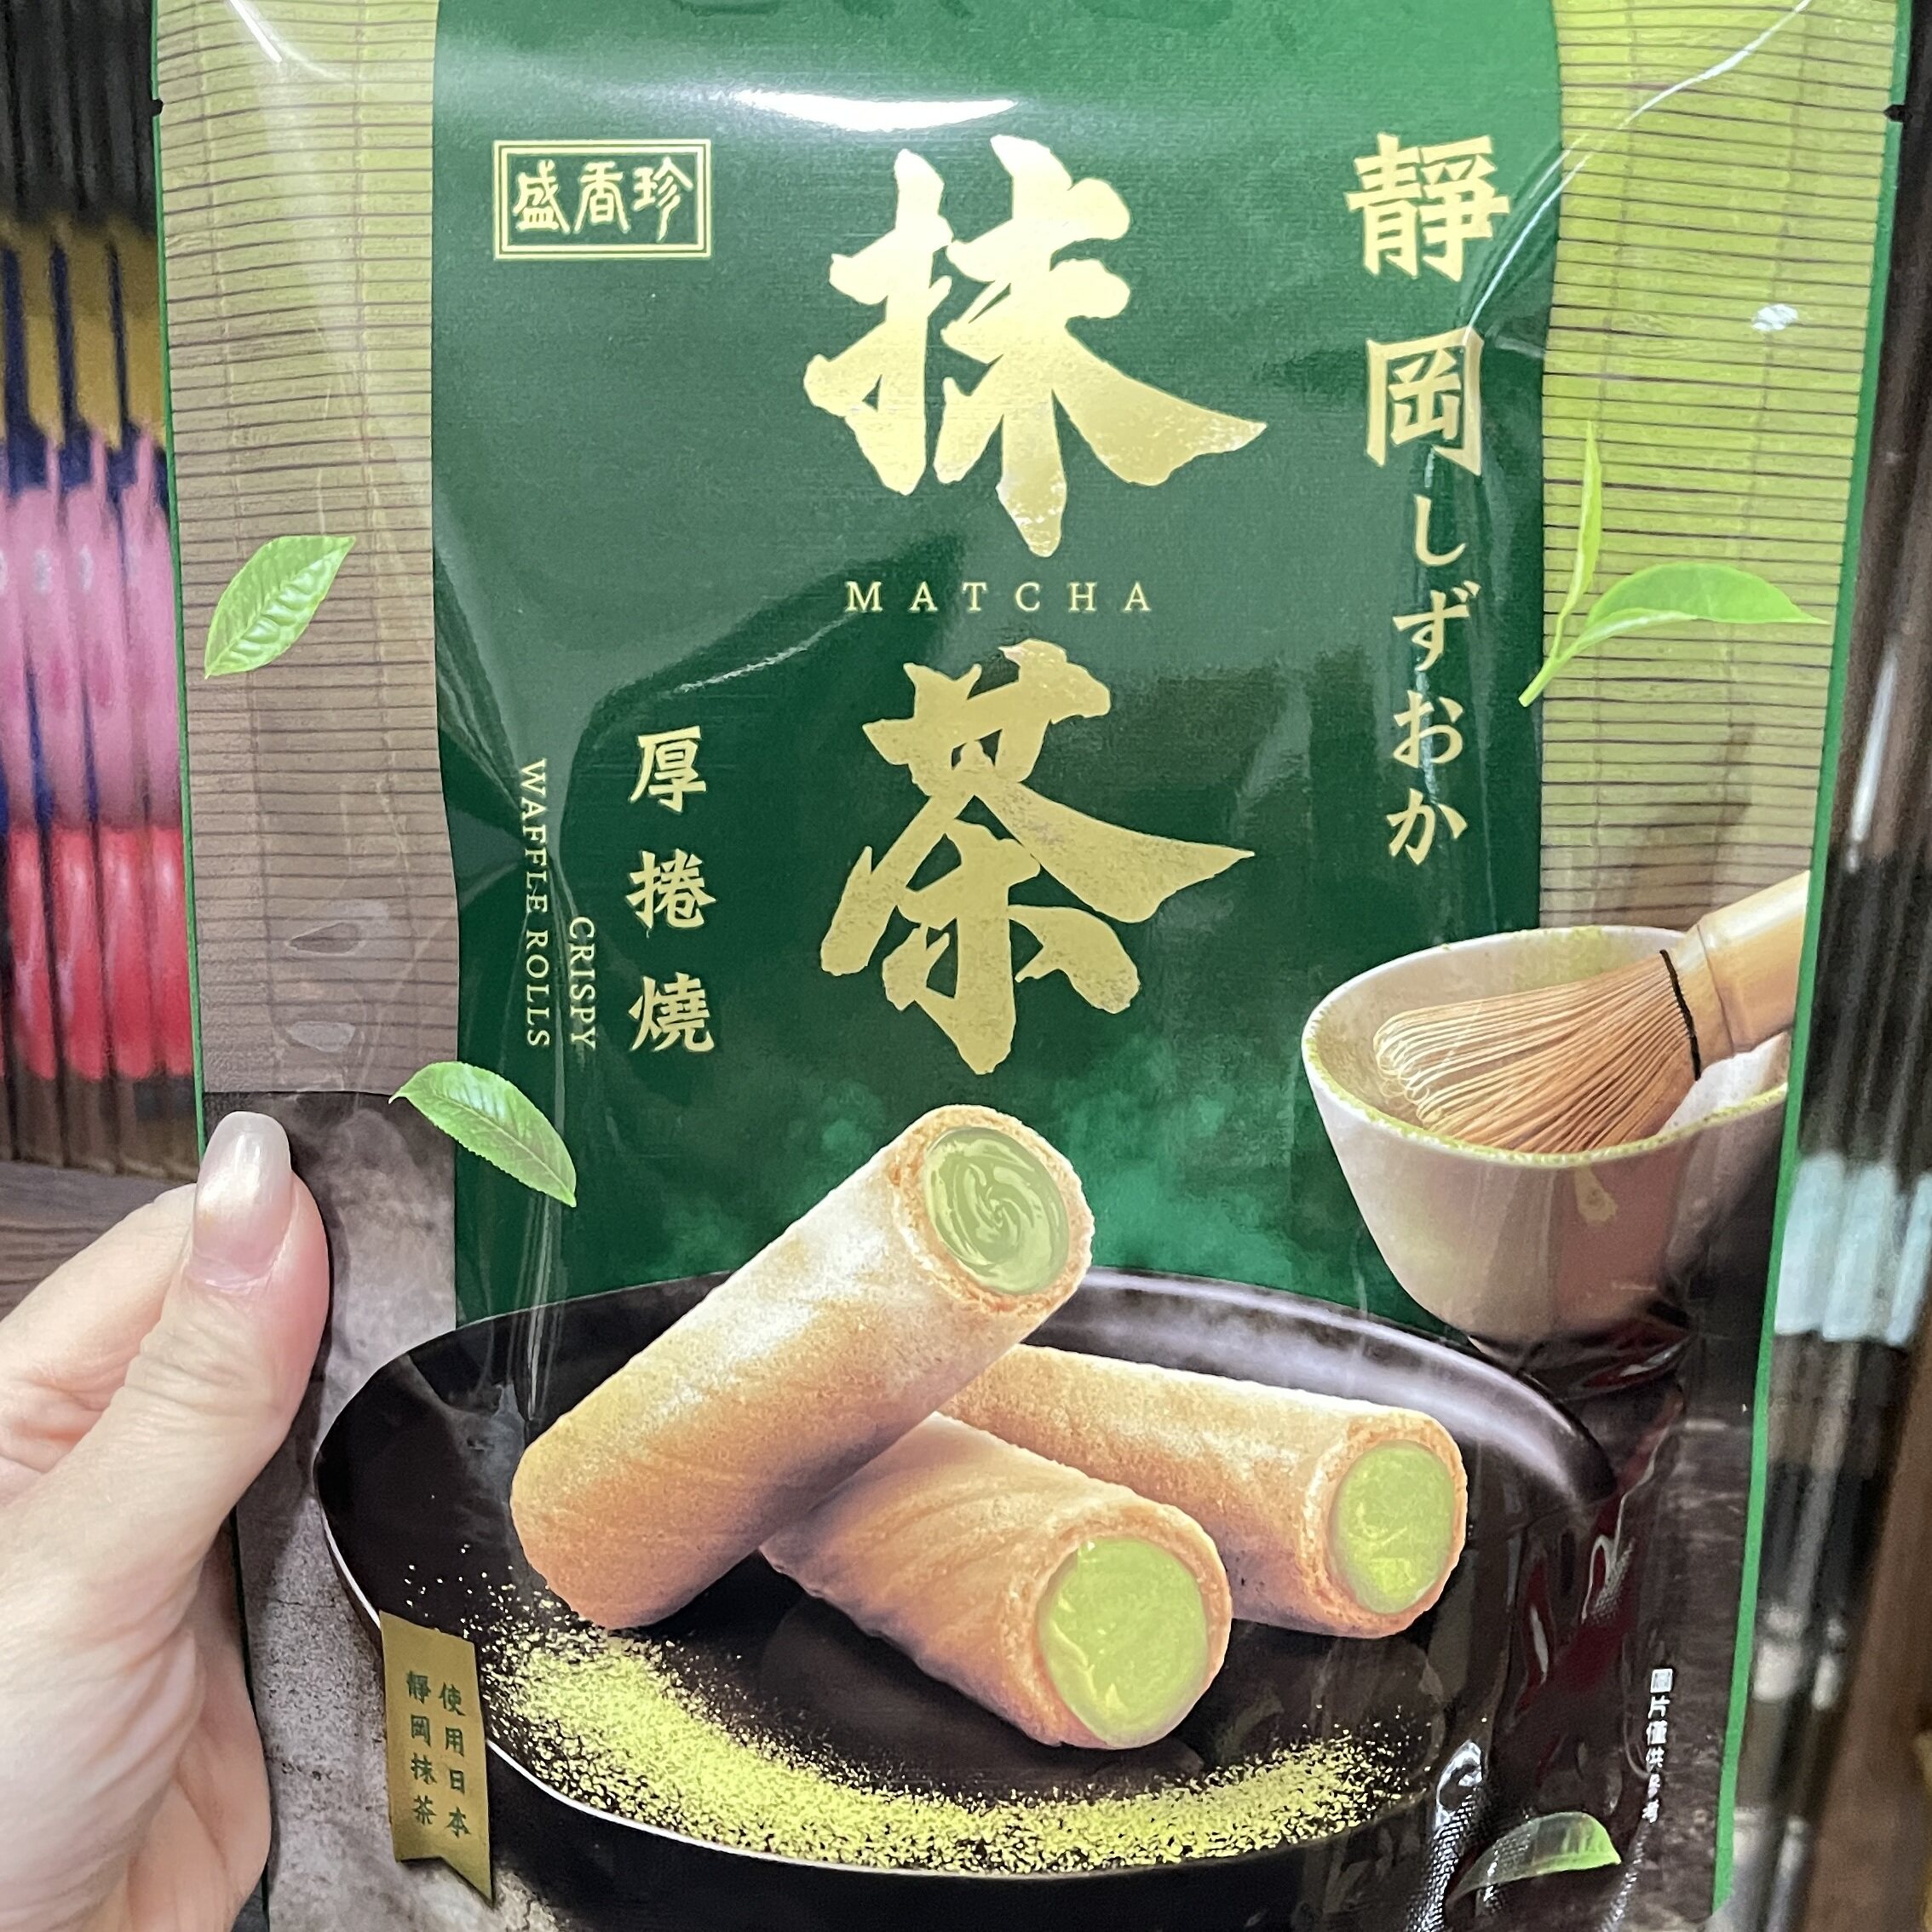 盛香珍
靜岡しずおか
抹
MATCHA
茶
厚捲燒
CRISPY
WAFFLE ROLLS
使用日本
靜岡抹茶
圖片僅供參考